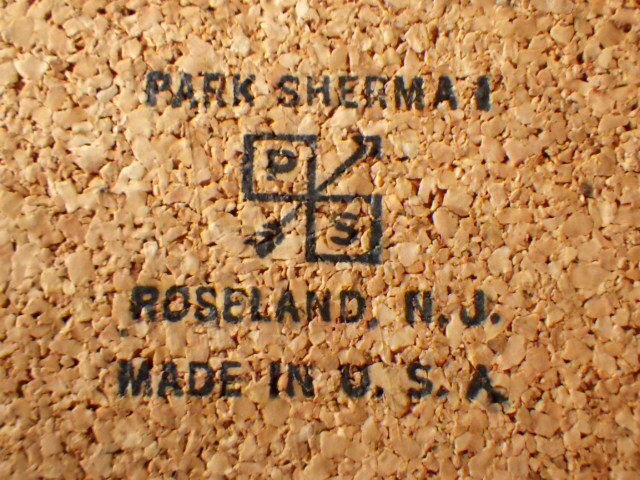 PARK SHERMAN
P
S
ROSELAND, N.J.
MADE IN U.S.A.